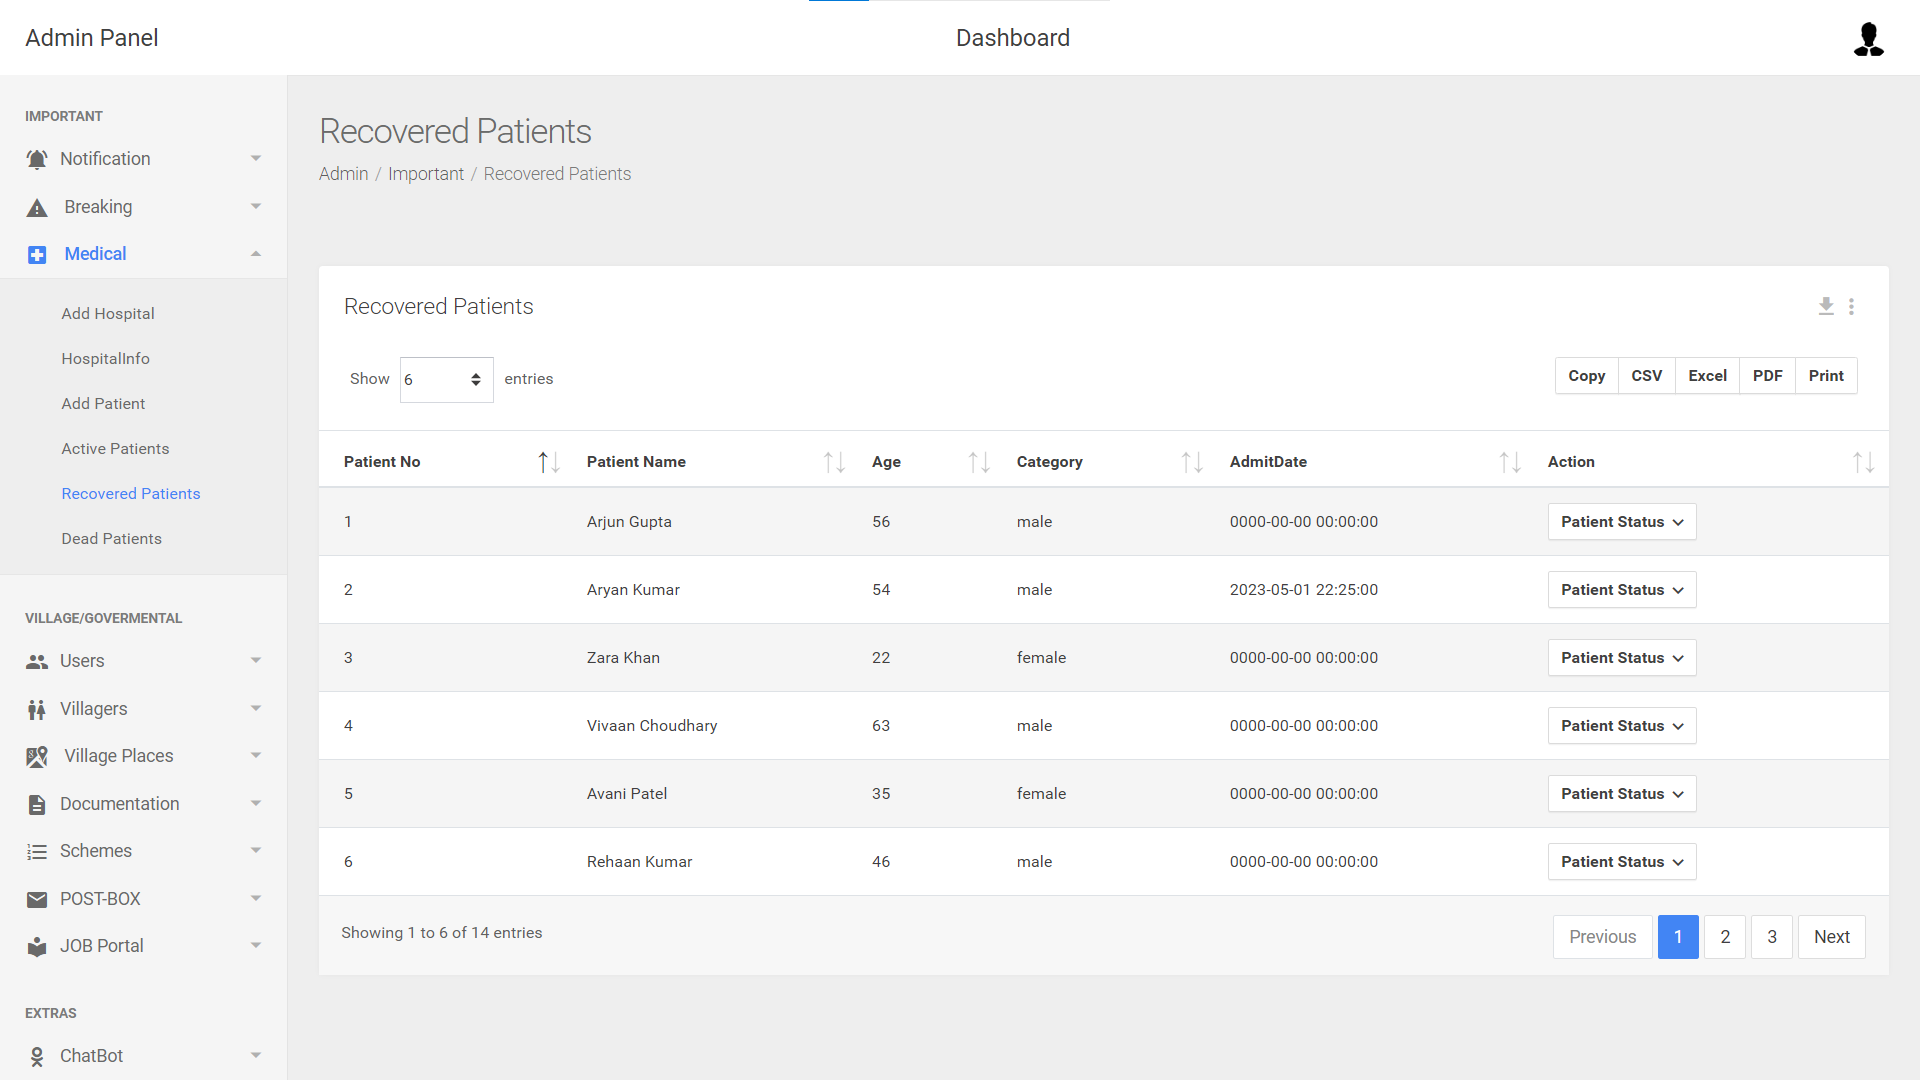 Admin Panel
Dashboard
IMPORTANT
Notification
Breaking
Medical
Add Hospital
HospitalInfo
Add Patient
Active Patients
Recovered Patients
Dead Patients
VILLAGE/GOVERMENTAL
Users
Villagers
Village Places
Documentation
Schemes
POST-BOX
JOB Portal
EXTRAS
ChatBot
Recovered Patients
Admin / Important / Recovered Patients
Recovered Patients
Show 6 entries
Copy CSV Excel PDF Print
Patient No Patient Name Age Category AdmitDate Action
1 Arjun Gupta 56 male 0000-00-00 00:00:00 Patient Status
2 Aryan Kumar 54 male 2023-05-01 22:25:00 Patient Status
3 Zara Khan 22 female 0000-00-00 00:00:00 Patient Status
4 Vivaan Choudhary 63 male 0000-00-00 00:00:00 Patient Status
5 Avani Patel 35 female 0000-00-00 00:00:00 Patient Status
6 Rehaan Kumar 46 male 0000-00-00 00:00:00 Patient Status
Showing 1 to 6 of 14 entries
Previous 1 2 3 Next